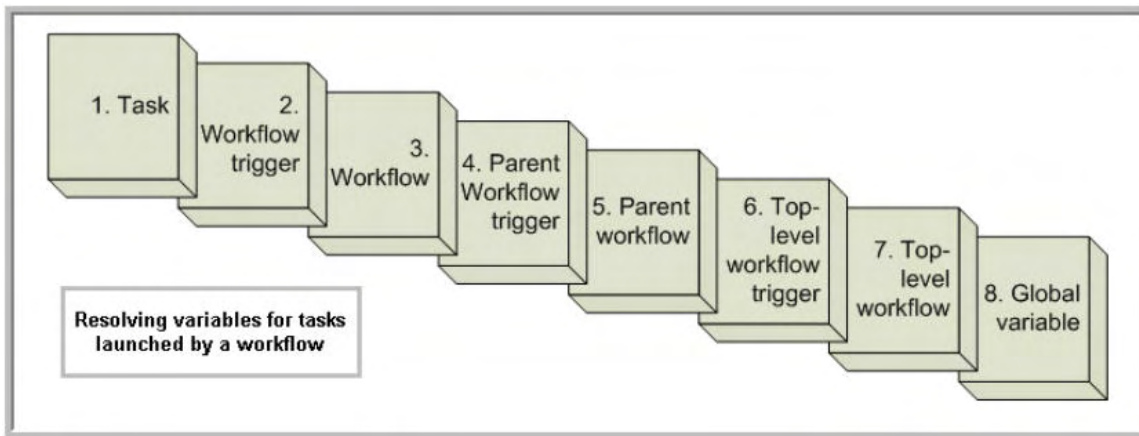 1. Task
2.
Workflow
trigger
3.
Workflow
4. Parent
Workflow
trigger
5. Parent
workflow
6. Top-
level
workflow
trigger
7. Top-
level
workflow
8. Global
variable
Resolving variables for tasks
launched by a workflow